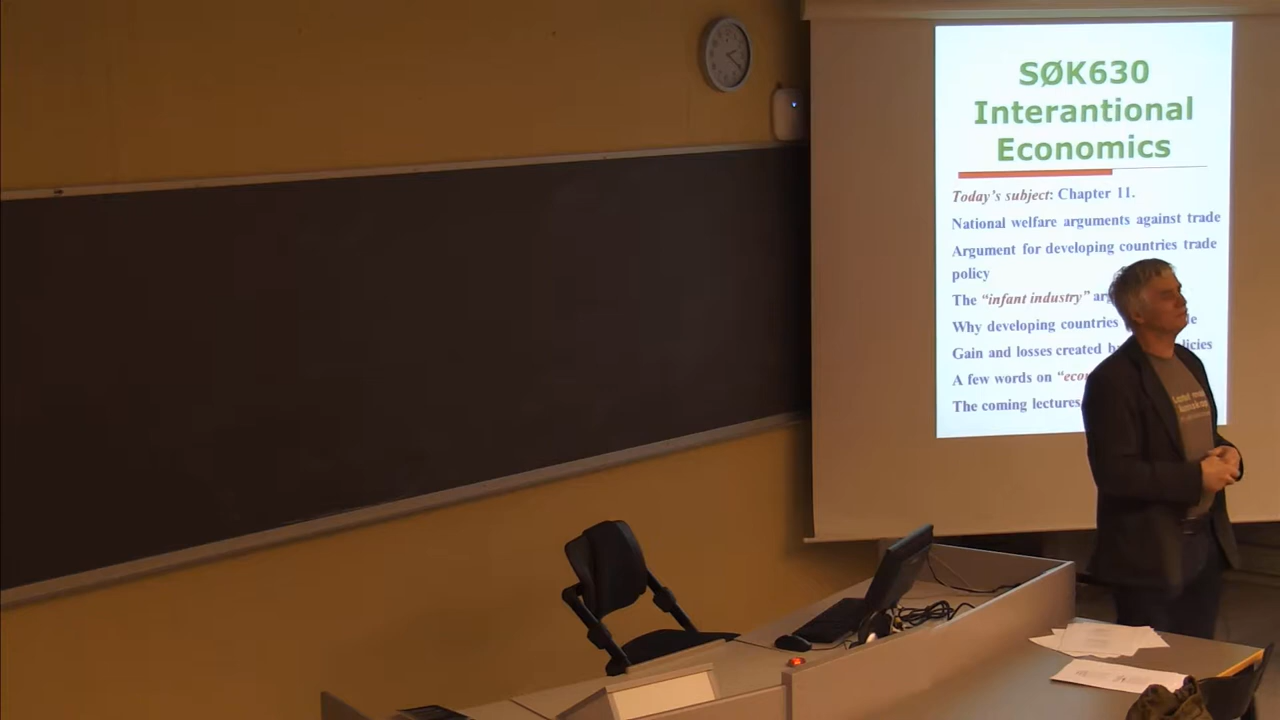 SØK630
Interantional
Economics
Today's subject: Chapter 11.
National welfare arguments against trade
Argument for developing countries trade
policy
The "infant industry"
Why developing countries
Gain and losses created
A few words on
The coming lectures